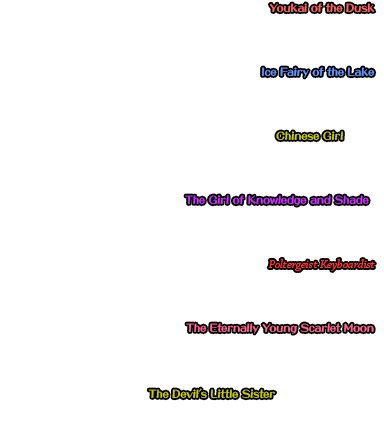 Youkai of the Dusk
Ice Fairy of the Lake
Chinese Girl
The Girl of Knowledge and Shade
Poltergeist Keyboardist
The Eternally Young Scarlet Moon
The Devil's Little Sister